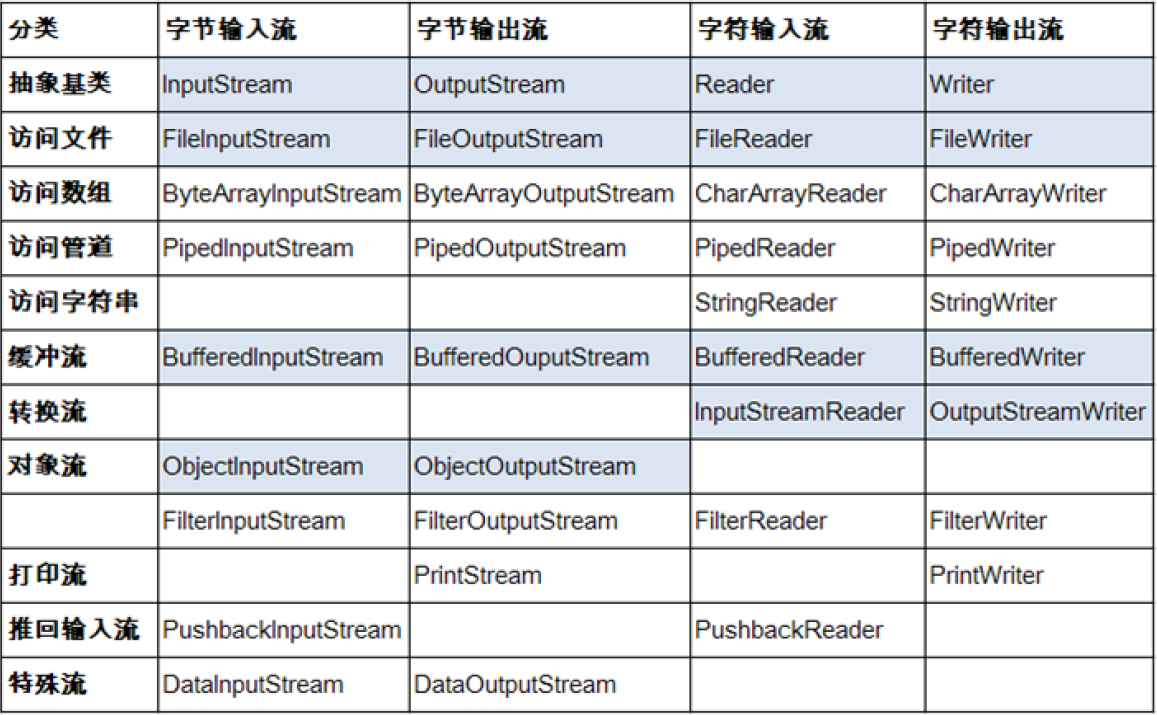 分类 字节输入流 字节输出流 字符输入流 字符输出流
抽象基类 InputStream OutputStream Reader Writer
访问文件 FileInputStream FileOutputStream FileReader FileWriter
访问数组 ByteArrayInputStream ByteArrayOutputStream CharArrayReader CharArrayWriter
访问管道 PipedInputStream PipedOutputStream PipedReader PipedWriter
访问字符串 StringReader StringWriter
缓冲流 BufferedInputStream BufferedOuputStream BufferedReader BufferedWriter
转换流 InputStreamReader OutputStreamWriter
对象流 ObjectInputStream ObjectOutputStream
FilterInputStream FilterOutputStream FilterReader FilterWriter
打印流 PrintStream PrintWriter
推回输入流 PushbackInputStream PushbackReader
特殊流 DataInputStream DataOutputStream